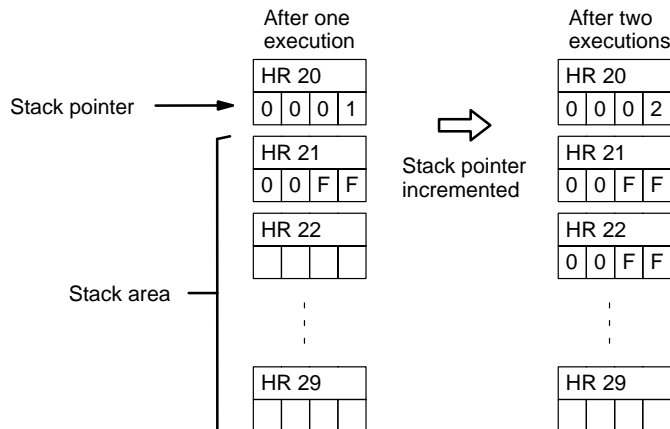 After one
execution
After two
executions
HR 20
HR 20
Stack pointer
0 0 0 1
0 0 0 2
HR 21
HR 21
0 0 F F
0 0 F F
Stack pointer
incremented
HR 22
HR 22
0 0 F F
Stack area
HR 29
HR 29